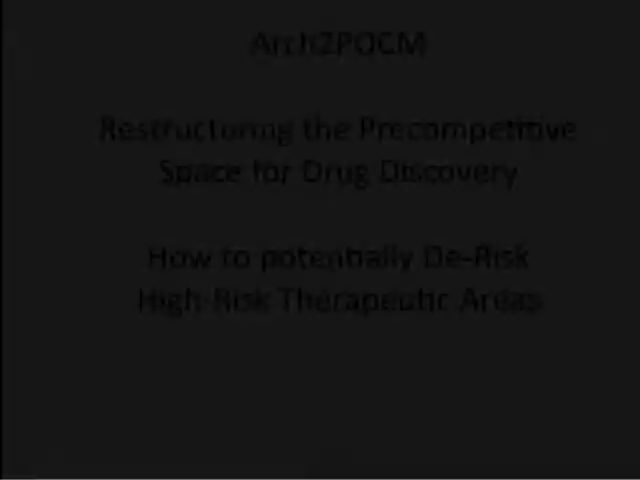 Arch2POCM
Restructuring the Precompetitive
Space for Drug Discovery
How to potentially De-Risk
High-Risk Therapeutic Areas